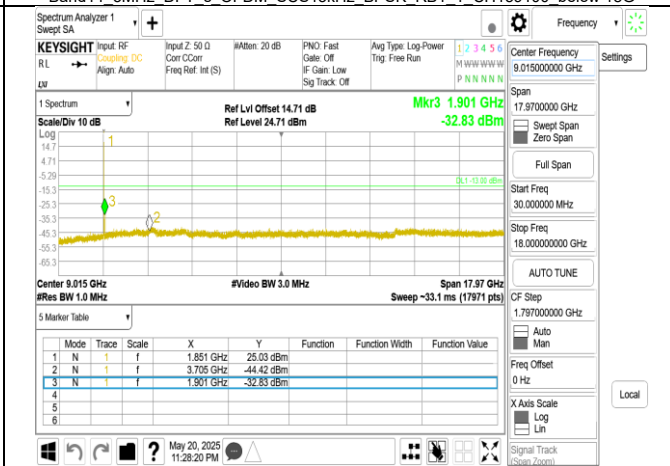 Spectrum Analyzer 1
Swept SA
+
Frequency
KEYSIGHT
RL
Input: RF
Coupling: DC
Align: Auto
Input Z: 50 Ω
Corr CCorr
Freq Ref: Int (S)
#Atten: 20 dB
PNO: Fast
Gate: Off
IF Gain: Low
Sig Track: Off
Avg Type: Log-Power
Trig: Free Run
1 2 3 4 5 6
M W W W W W
P N N N N N
LXI
1 Spectrum
Scale/Div 10 dB
Ref Lvl Offset 14.71 dB
Ref Level 24.71 dBm
Mkr3 1.901 GHz
-32.83 dBm
Log
14.7
4.71
-5.29
-15.3
-25.3
-35.3
-45.3
-55.3
-65.3
1
2
3
DL1 -13.00 dBm
Center 9.015 GHz
#Video BW 3.0 MHz
Span 17.97 GHz
#Res BW 1.0 MHz
Sweep ~33.1 ms (17971 pts)
5 Marker Table
Mode Trace Scale X Y Function Function Width Function Value
1 N 1 f 1.851 GHz 25.03 dBm
2 N 1 f 3.705 GHz -44.42 dBm
3 N 1 f 1.901 GHz -32.83 dBm
4
5
6
?
May 20, 2025
11:28:20 PM
Center Frequency
9.015000000 GHz
Settings
Span
17.9700000 GHz
Swept Span
Zero Span
Full Span
Start Freq
30.000000 MHz
Stop Freq
18.000000000 GHz
AUTO TUNE
CF Step
1.797000000 GHz
Auto
Man
Freq Offset
0 Hz
X Axis Scale
Log
Lin
Local
Signal Track
(Span Zoom)